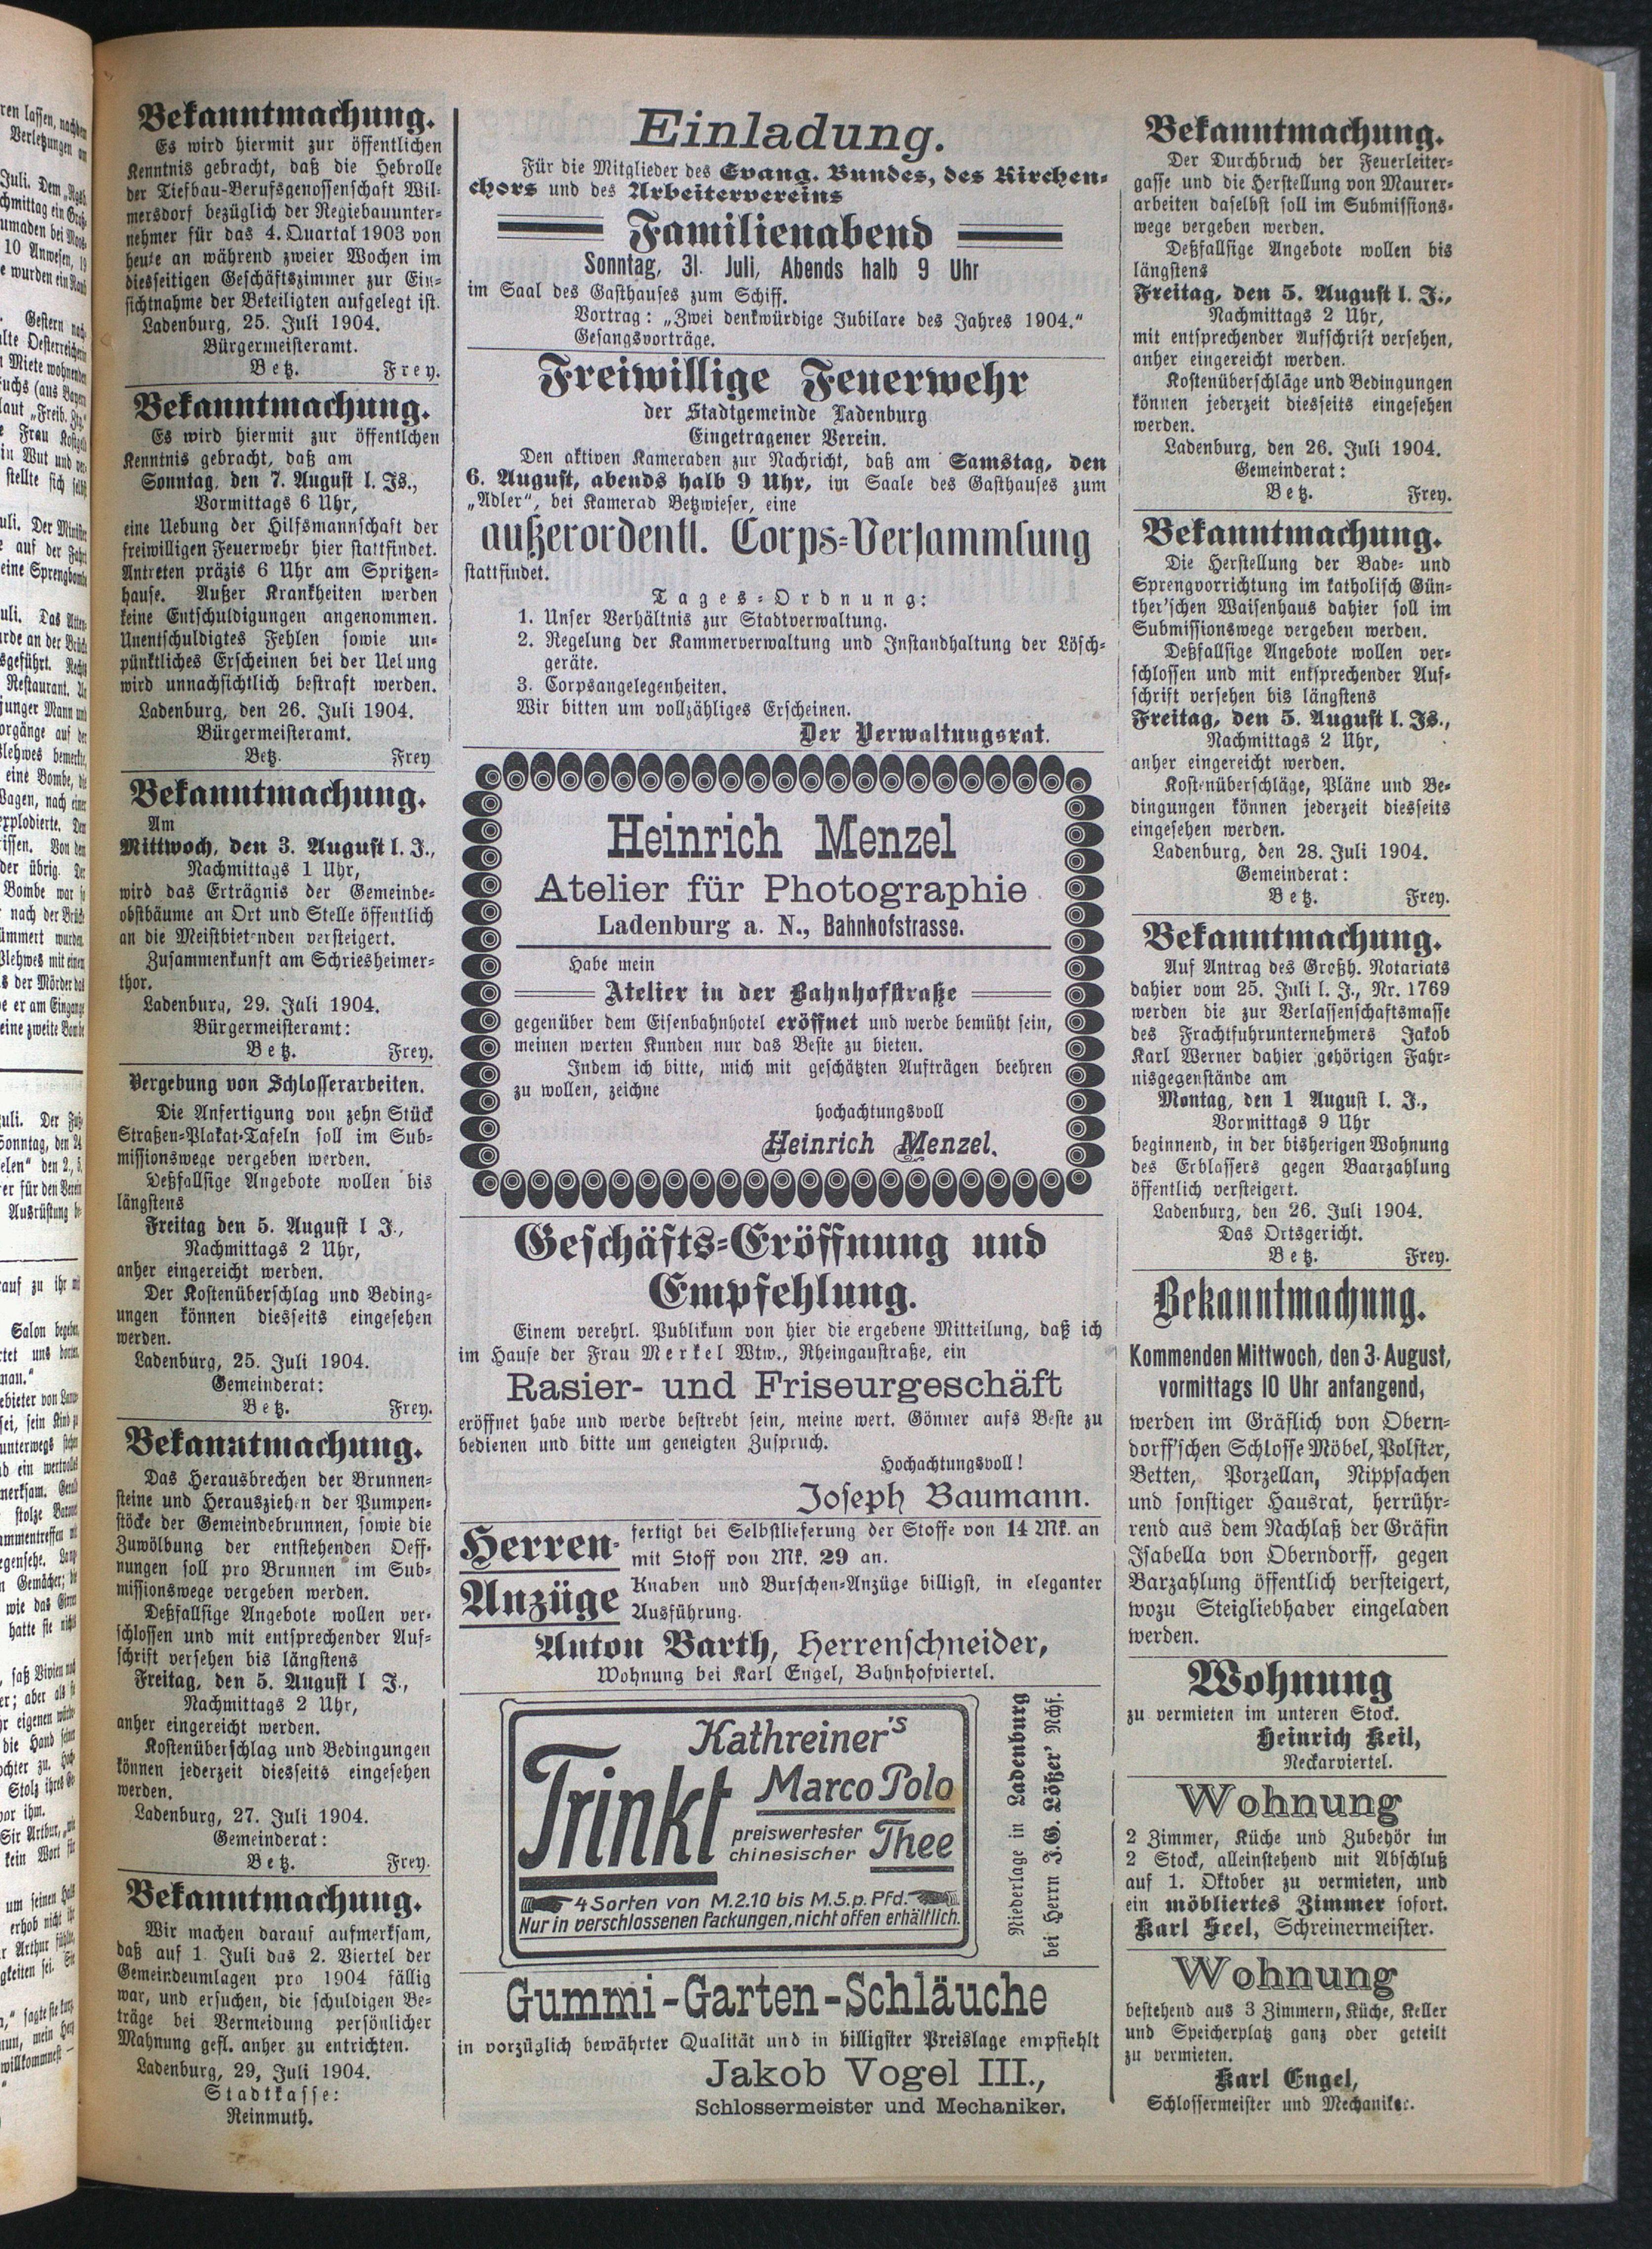 Bekanntmachung.
Es wird hiermit zur öffentlichen
Kenntnis gebracht, daß die Hebrolle
der Tiefbau-Berufsgenossenschaft Wil-
mersdorf bezüglich der Regiebauunter-
nehmer für das 4. Quartal 1903 von
heute an während zweier Wochen im
diesseitigen Geschäftszimmer zur Ein-
sichtnahme der Beteiligten aufgelegt ist.
Ladenburg, 25. Juli 1904.
Bürgermeisteramt.
Betz. Frey.
Bekanntmachung.
Es wird hiermit zur öffentlchen
Kenntnis gebracht, daß am
Sonntag, den 7. August l. Js.,
Vormittags 6 Uhr,
eine Uebung der Hilfsmannschaft der
freiwilligen Feuerwehr hier stattfindet.
Antreten präzis 6 Uhr am Spritzen-
hause. Außer Krankheiten werden
keine Entschuldigungen angenommen.
Unentschuldigtes Fehlen sowie un-
pünktliches Erscheinen bei der Uel ung
wird unnachsichtlich bestraft werden.
Ladenburg, den 26. Juli 1904.
Bürgermeisteramt.
Betz. Frey
Bekanntmachung.
Am
Mittwoch, den 3. August l. J.,
Nachmittags 1 Uhr,
wird das Erträgnis der Gemeinde-
obstbäume an Ort und Stelle öffentlich
an die Meistbietenden versteigert.
Zusammenkunft am Schriesheimer-
thor.
Ladenburg, 29. Juli 1904.
Bürgermeisteramt:
Betz. Frey.
Vergebung von Schlosserarbeiten.
Die Anfertigung von zehn Stück
Straßen-Plakat-Tafeln soll im Sub-
missionswege vergeben werden.
Deßfallsige Angebote wollen bis
längstens
Freitag den 5. August l J.,
Nachmittags 2 Uhr,
anher eingereicht werden.
Der Kostenüberschlag und Beding-
ungen können diesseits eingesehen
werden.
Ladenburg, 25. Juli 1904.
Gemeinderat:
Betz. Frey.
Bekanntmachung.
Das Herausbrechen der Brunnen-
steine und Herausziehen der Pumpen-
stöcke der Gemeindebrunnen, sowie die
Zuwölbung der entstehenden Oeff-
nungen soll pro Brunnen im Sub-
missionswege vergeben werden.
Deßfallsige Angebote wollen ver-
schlossen und mit entsprechender Auf-
schrift versehen bis längstens
Freitag, den 5. August l J.,
Nachmittags 2 Uhr,
anher eingereicht werden.
Kostenüberschlag und Bedingungen
können jederzeit diesseits eingesehen
werden.
Ladenburg, 27. Juli 1904.
Gemeinderat:
Betz. Frey.
Bekanntmachung.
Wir machen darauf aufmerksam,
daß auf 1. Juli das 2. Viertel der
Gemeindeumlagen pro 1904 fällig
war, und ersuchen, die schuldigen Be-
träge bei Vermeidung persönlicher
Mahnung gefl. anher zu entrichten.
Ladenburg, 29, Juli 1904.
Stadtkasse:
Reinmuth.
Einladung.
Für die Mitglieder des Evang. Bundes, des Kirchen-
chors und des Arbeitervereins
Familienabend
Sonntag, 31. Juli, Abends halb 9 Uhr
im Saal des Gasthauses zum Schiff.
Vortrag: „Zwei denkwürdige Jubilare des Jahres 1904.“
Gesangsvorträge.
Freiwillige Feuerwehr
der Stadtgemeinde Ladenburg
Eingetragener Verein.
Den aktiven Kameraden zur Nachricht, daß am Samstag, den
6. August, abends halb 9 Uhr, im Saale des Gasthauses zum
„Adler“, bei Kamerad Betzwieser, eine
außerordentl. Corps-Versammlung
stattfindet.
Tages-Ordnung:
1. Unser Verhältnis zur Stadtverwaltung.
2. Regelung der Kammerverwaltung und Instandhaltung der Lösch-
geräte.
3. Corpsangelegenheiten.
Wir bitten um vollzähliges Erscheinen.
Der Verwaltungsrat.
Heinrich Menzel
Atelier für Photographie
Ladenburg a. N., Bahnhofstrasse.
Habe mein
Atelier in der Bahnhofstraße
gegenüber dem Eisenbahnhotel eröffnet und werde bemüht sein,
meinen werten Kunden nur das Beste zu bieten.
Indem ich bitte, mich mit geschätzten Aufträgen beehren
zu wollen, zeichne
hochachtungsvoll
Heinrich Menzel.
Geschäfts-Eröffnung und
Empfehlung.
Einem verehrl. Publikum von hier die ergebene Mitteilung, daß ich
im Hause der Frau Merkel Wtw., Rheingaustraße, ein
Rasier- und Friseurgeschäft
eröffnet habe und werde bestrebt sein, meine wert. Gönner aufs Beste zu
bedienen und bitte um geneigten Zuspruch.
Hochachtungsvoll!
Joseph Baumann.
Herren-
Anzüge
fertigt bei Selbstlieferung der Stoffe von 14 Mk. an
mit Stoff von Mk. 29 an.
Knaben und Burschen-Anzüge billigst, in eleganter
Ausführung.
Anton Barth, Herrenschneider,
Wohnung bei Karl Engel, Bahnhofviertel.
Kathreiner's
Trinkt Marco Polo
preiswertester
chinesischer Thee
4 Sorten von M.2.10 bis M.5.p.Pfd.
Nur in verschlossenen Packungen, nicht offen erhältlich.
Niederlage in Ladenburg
bei Herrn J.G. Lößer' Nchf.
Gummi-Garten-Schläuche
in vorzüglich bewährter Qualität und in billigster Preislage empfiehlt
Jakob Vogel III.,
Schlossermeister und Mechaniker.
Bekanntmachung.
Der Durchbruch der Feuerleiter-
gasse und die Herstellung von Maurer-
arbeiten daselbst soll im Submissions-
wege vergeben werden.
Deßfallsige Angebote wollen bis
längstens
Freitag, den 5. August l. J.,
Nachmittags 2 Uhr,
mit entsprechender Aufschrift versehen,
anher eingereicht werden.
Kostenüberschläge und Bedingungen
können jederzeit diesseits eingesehen
werden.
Ladenburg, den 26. Juli 1904.
Gemeinderat:
Betz. Frey.
Bekanntmachung.
Die Herstellung der Bade- und
Sprengvorrichtung im katholisch Gün-
ther'schen Waisenhaus dahier soll im
Submissionswege vergeben werden.
Deßfallsige Angebote wollen ver-
schlossen und mit entsprechender Auf-
schrift versehen bis längstens
Freitag, den 5. August l. Js.,
Nachmittags 2 Uhr,
anher eingereicht werden.
Kostenüberschläge, Pläne und Be-
dingungen können jederzeit diesseits
eingesehen werden.
Ladenburg, den 28. Juli 1904.
Gemeinderat:
Betz. Frey.
Bekanntmachung.
Auf Antrag des Großh. Notariats
dahier vom 25. Juli l. J., Nr. 1769
werden die zur Verlassenschaftsmasse
des Frachtfuhrunternehmers Jakob
Karl Werner dahier gehörigen Fahr-
nisgegenstände am
Montag, den 1 August l. J.,
Vormittags 9 Uhr
beginnend, in der bisherigen Wohnung
des Erblassers gegen Baarzahlung
öffentlich versteigert.
Ladenburg, den 26. Juli 1904.
Das Ortsgericht.
Betz. Frey.
Bekanntmachung.
Kommenden Mittwoch, den 3. August,
vormittags 10 Uhr anfangend,
werden im Gräflich von Obern-
dorff'schen Schlosse Möbel, Polster,
Betten, Porzellan, Nippsachen
und sonstiger Hausrat, herrühr-
rend aus dem Nachlaß der Gräfin
Isabella von Oberndorff, gegen
Barzahlung öffentlich versteigert,
wozu Steigliebhaber eingeladen
werden.
Wohnung
zu vermieten im unteren Stock.
Heinrich Keil,
Neckarviertel.
Wohnung
2 Zimmer, Küche und Zubehör im
2 Stock, alleinstehend mit Abschluß
auf 1. Oktober zu vermieten, und
ein möbliertes Zimmer sofort.
Karl Seel, Schreinermeister.
Wohnung
bestehend aus 3 Zimmern, Küche, Keller
und Speicherplatz ganz oder geteilt
zu vermieten.
Karl Engel,
Schlossermeister und Mechaniker.